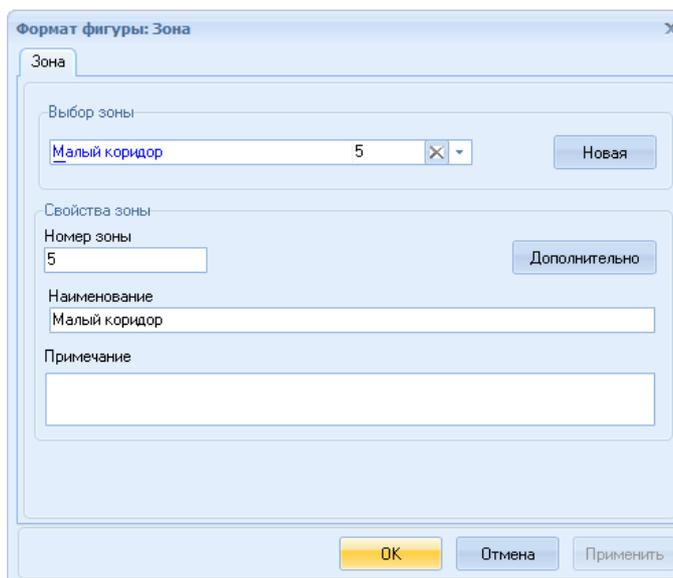 Формат фигуры: Зона
Зона
Выбор зоны
Малый коридор 5
Новая
Свойства зоны
Номер зоны
5
Дополнительно
Наименование
Малый коридор
Примечание
OK
Отмена
Применить